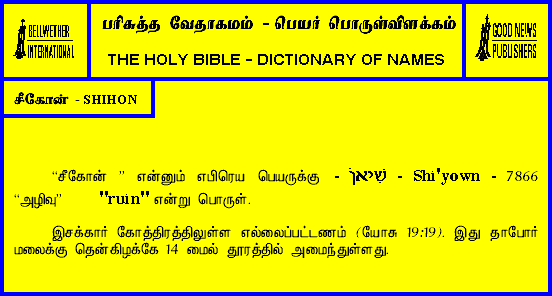 BELLWETHER
INTERNATIONAL
பரிசுத்த வேதாகமம் - பெயர் பொருள்விளக்கம்
THE HOLY BIBLE - DICTIONARY OF NAMES
GOOD NEWS
PUBLISHERS
சீகோன் - SHIHON
“சீகோன் ” என்னும் எபிரெய பெயருக்கு - שִׁיאֹן - Shi'yown - 7866
“அழிவு” "ruin" என்று பொருள்.
இசக்கார் கோத்திரத்திலுள்ள எல்லைப்பட்டணம் (யோசு 19:19). இது தாபோர்
மலைக்கு தென்கிழக்கே 14 மைல் தூரத்தில் அமைந்துள்ளது.